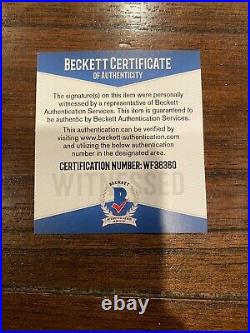 BECKETT CERTIFICATE
OF AUTHENTICITY
The signature(s) on this item were personally
witnessed by a representative of Beckett
Authentication Services. This item is guaranteed to
be authentic by Beckett Authentication Services.
This authentication can be verified by
visiting www.beckett-authentication.com
and utilizing the below authentication
number in the designated area.
CERTIFICATION NUMBER: WF38360
WITNESSED
BECKETT
B